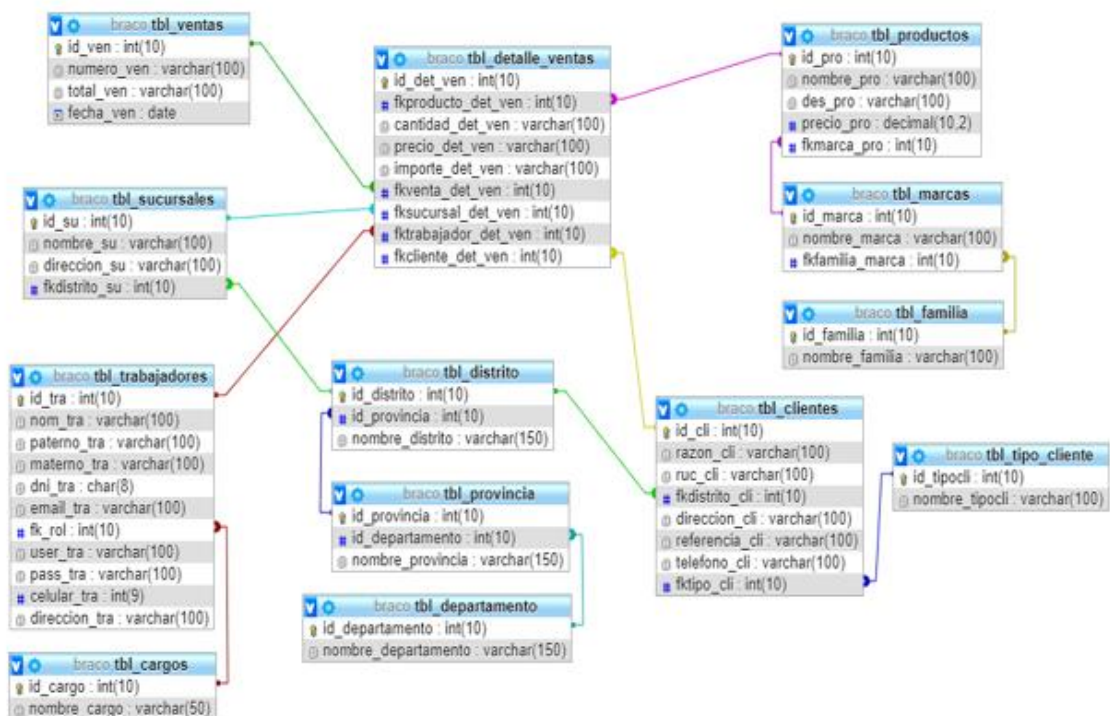 braco tbl_ventas
id_ven : int(10)
numero_ven : varchar(100)
total_ven : varchar(100)
fecha_ven : date
braco tbl_detalle_ventas
id_det_ven : int(10)
fkproducto_det_ven : int(10)
cantidad_det_ven : varchar(100)
precio_det_ven : varchar(100)
importe_det_ven : varchar(100)
fkventa_det_ven : int(10)
fksucursal_det_ven : int(10)
fktrabajador_det_ven : int(10)
fkcliente_det_ven : int(10)
braco tbl_productos
id_pro : int(10)
nombre_pro : varchar(100)
des_pro : varchar(100)
precio_pro : decimal(10,2)
fkmarca_pro : int(10)
braco tbl_sucursales
id_su : int(10)
nombre_su : varchar(100)
direccion_su : varchar(100)
fkdistrito_su : int(10)
braco tbl_marcas
id_marca : int(10)
nombre_marca : varchar(100)
fkfamilia_marca : int(10)
braco tbl_familia
id_familia : int(10)
nombre_familia : varchar(100)
braco tbl_trabajadores
id_tra : int(10)
nom_tra : varchar(100)
paterno_tra : varchar(100)
materno_tra : varchar(100)
dni_tra : char(8)
email_tra : varchar(100)
fk_rol : int(10)
user_tra : varchar(100)
pass_tra : varchar(100)
celular_tra : int(9)
direccion_tra : varchar(100)
braco tbl_distrito
id_distrito : int(10)
id_provincia : int(10)
nombre_distrito : varchar(150)
braco tbl_clientes
id_cli : int(10)
razon_cli : varchar(100)
ruc_cli : varchar(100)
fkdistrito_cli : int(10)
direccion_cli : varchar(100)
referencia_cli : varchar(100)
telefono_cli : varchar(100)
fktipo_cli : int(10)
braco tbl_tipo_cliente
id_tipocli : int(10)
nombre_tipocli : varchar(100)
braco tbl_provincia
id_provincia : int(10)
id_departamento : int(10)
nombre_provincia : varchar(150)
braco tbl_departamento
id_departamento : int(10)
nombre_departamento : varchar(150)
braco tbl_cargos
id_cargo : int(10)
nombre_cargo : varchar(50)